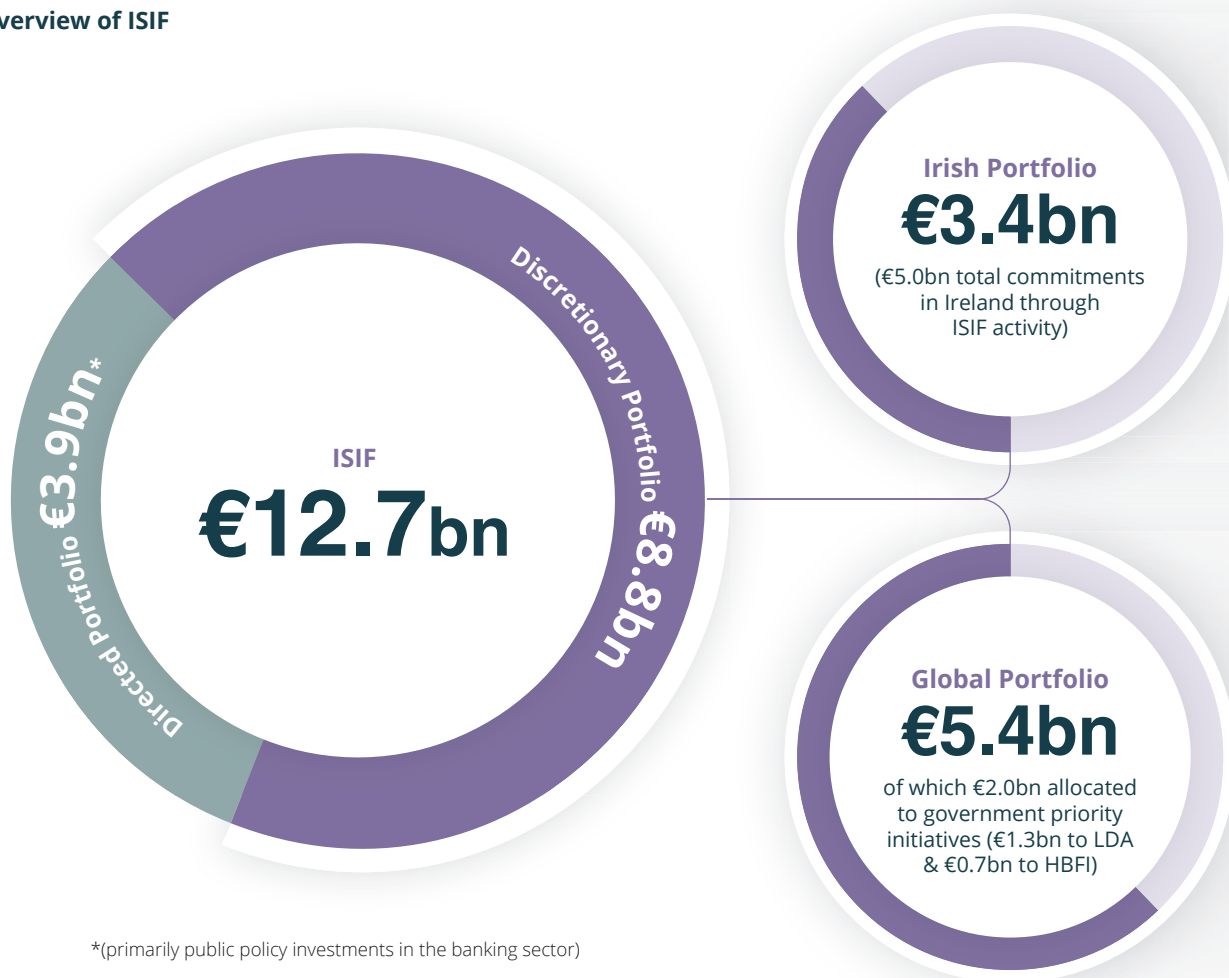 verview of ISIF
Directed Portfolio €3.9bn*
ISIF
€12.7bn
Discretionary Portfolio €8.8bn
Irish Portfolio
€3.4bn
(€5.0bn total commitments
in Ireland through
ISIF activity)
Global Portfolio
€5.4bn
of which €2.0bn allocated
to government priority
initiatives (€1.3bn to LDA
& €0.7bn to HBFI)
*(primarily public policy investments in the banking sector)